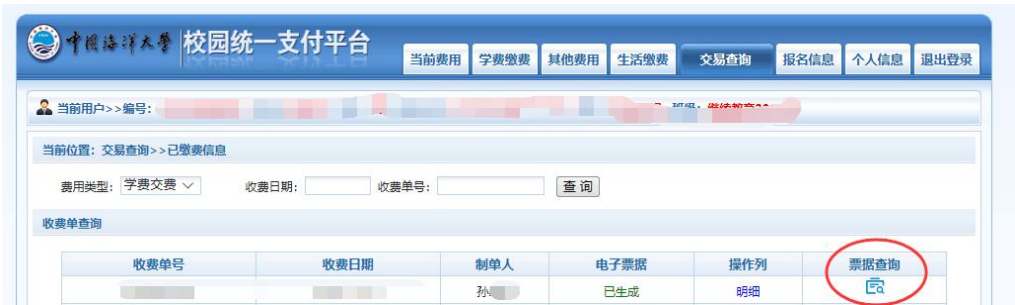 中国海洋大学 校园统一支付平台
当前费用 学费缴费 其他费用 生活缴费 交易查询 报名信息 个人信息 退出登录
当前用户>>编号:
当前位置: 交易查询>>已缴费信息
费用类型: 学费交费 收费日期: 收费单号: 查询
收费单查询
收费单号 收费日期 制单人 电子票据 操作列 票据查询
孙 已生成 明细